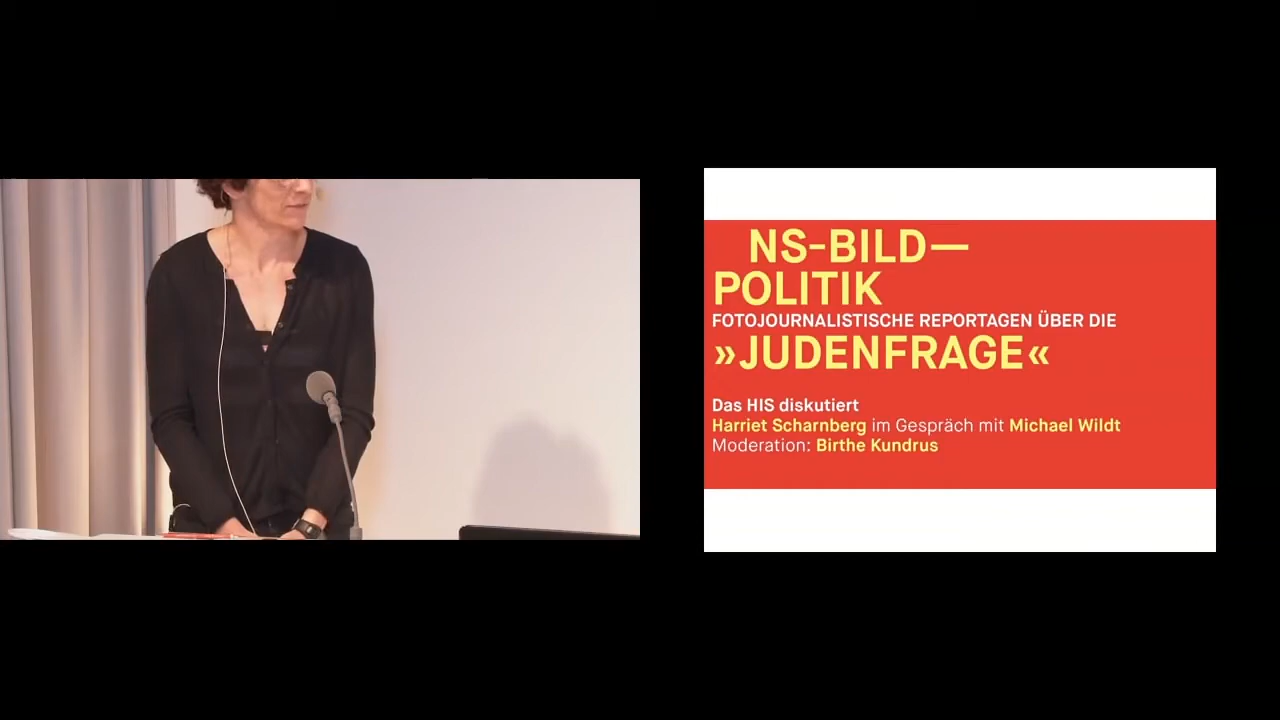 NS-BILD—
POLITIK
FOTOJOURNALISTISCHE REPORTAGEN ÜBER DIE
»JUDENFRAGE«
Das HIS diskutiert
Harriet Scharnberg im Gespräch mit Michael Wildt
Moderation: Birthe Kundrus